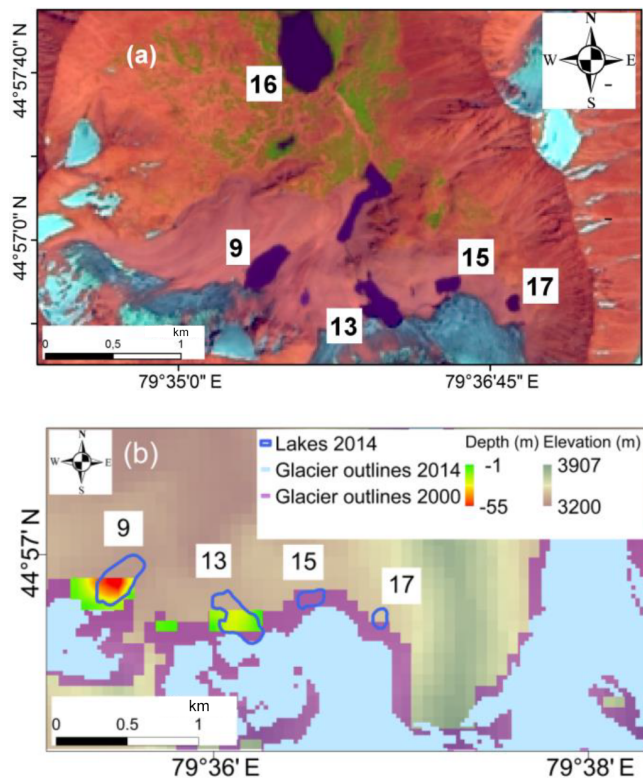 (a)
N
W
E
S
44°57'40" N
16
44°57'0" N
9
15
17
13
km
0
0,5
1
79°35'0" E
79°36'45" E
(b)
N
W
E
S
Lakes 2014
Glacier outlines 2014
Glacier outlines 2000
Depth (m)
-1
-55
Elevation (m)
3907
3200
9
13
15
17
44°57' N
km
0
0.5
1
79°36' E
79°38' E